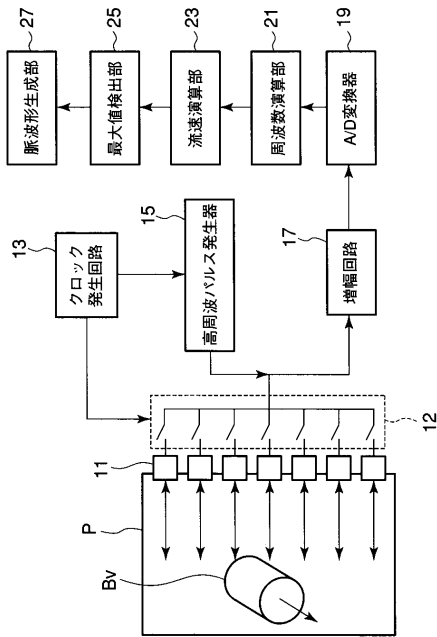 27
25
23
21
19
脈波形生成部
最大値検出部
流速演算部
周波数演算部
A/D変換器
13
クロック
発生回路
15
高周波パルス発生器
17
増幅回路
12
11
P
Bv